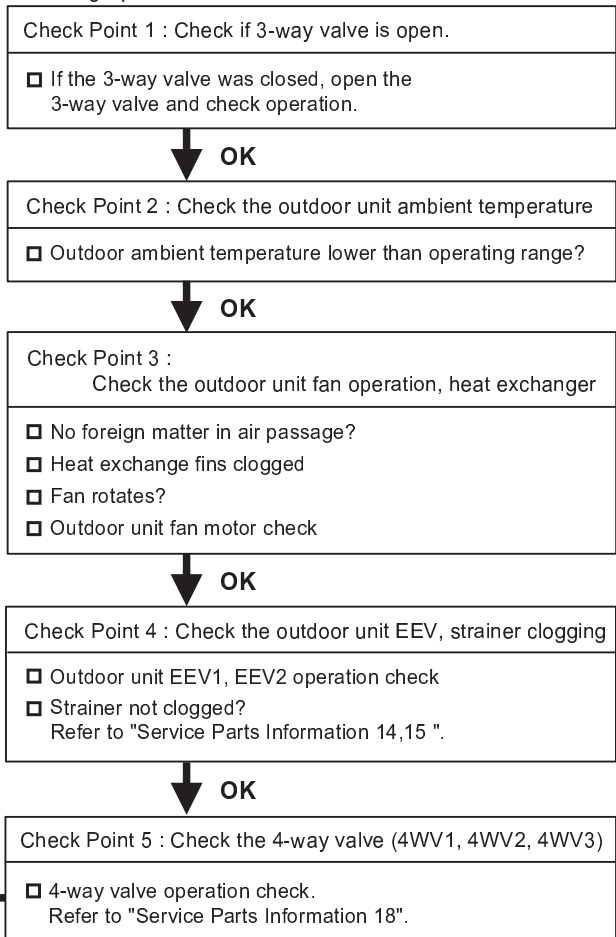 Check Point 1 : Check if 3-way valve is open.
☐ If the 3-way valve was closed, open the
3-way valve and check operation.
OK
Check Point 2 : Check the outdoor unit ambient temperature
☐ Outdoor ambient temperature lower than operating range?
OK
Check Point 3 :
Check the outdoor unit fan operation, heat exchanger
☐ No foreign matter in air passage?
☐ Heat exchange fins clogged
☐ Fan rotates?
☐ Outdoor unit fan motor check
OK
Check Point 4 : Check the outdoor unit EEV, strainer clogging
☐ Outdoor unit EEV1, EEV2 operation check
☐ Strainer not clogged?
Refer to "Service Parts Information 14,15 ".
OK
Check Point 5 : Check the 4-way valve (4WV1, 4WV2, 4WV3)
☐ 4-way valve operation check.
Refer to "Service Parts Information 18".